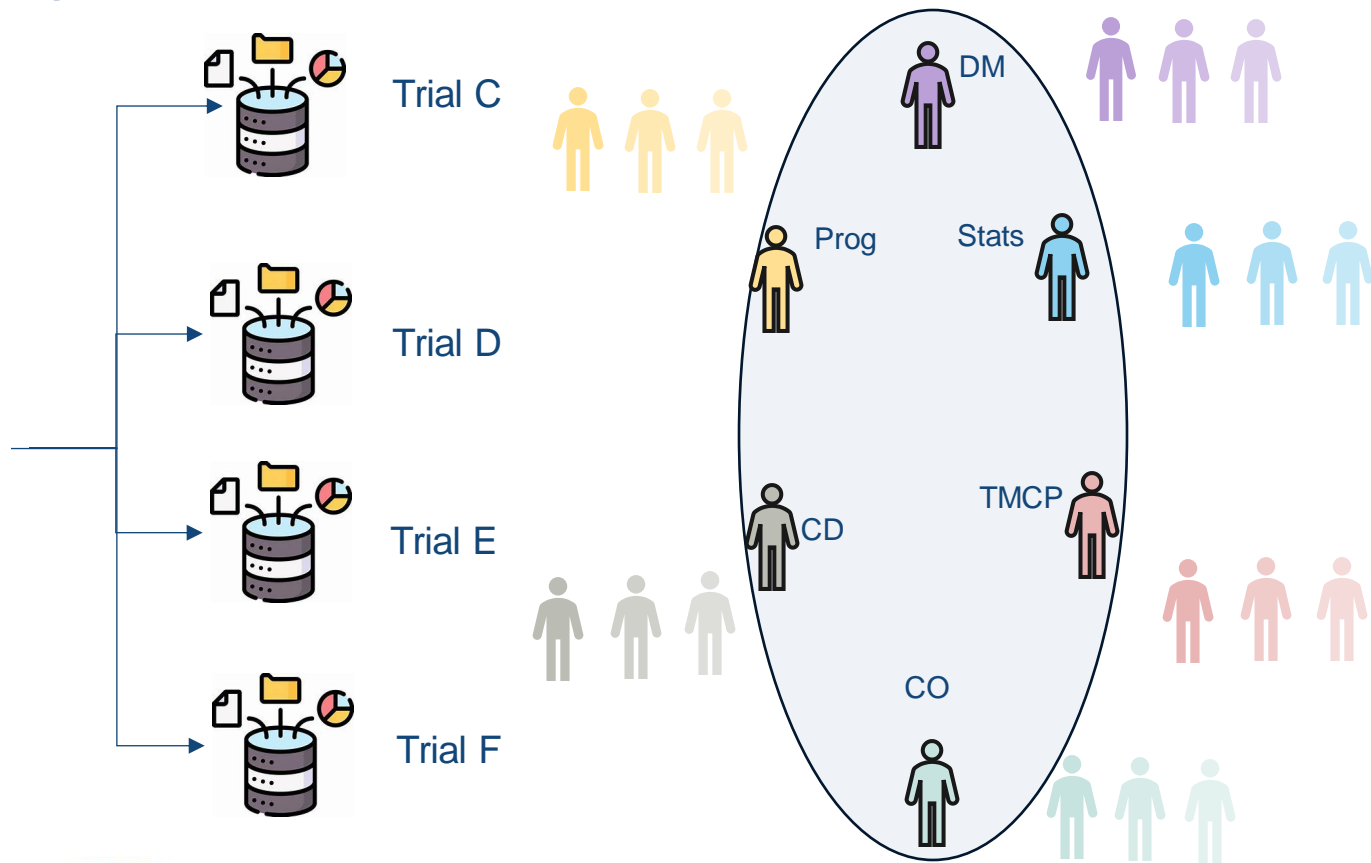 Trial C
DM
Prog
Stats
Trial D
TMCP
CD
Trial E
CO
Trial F